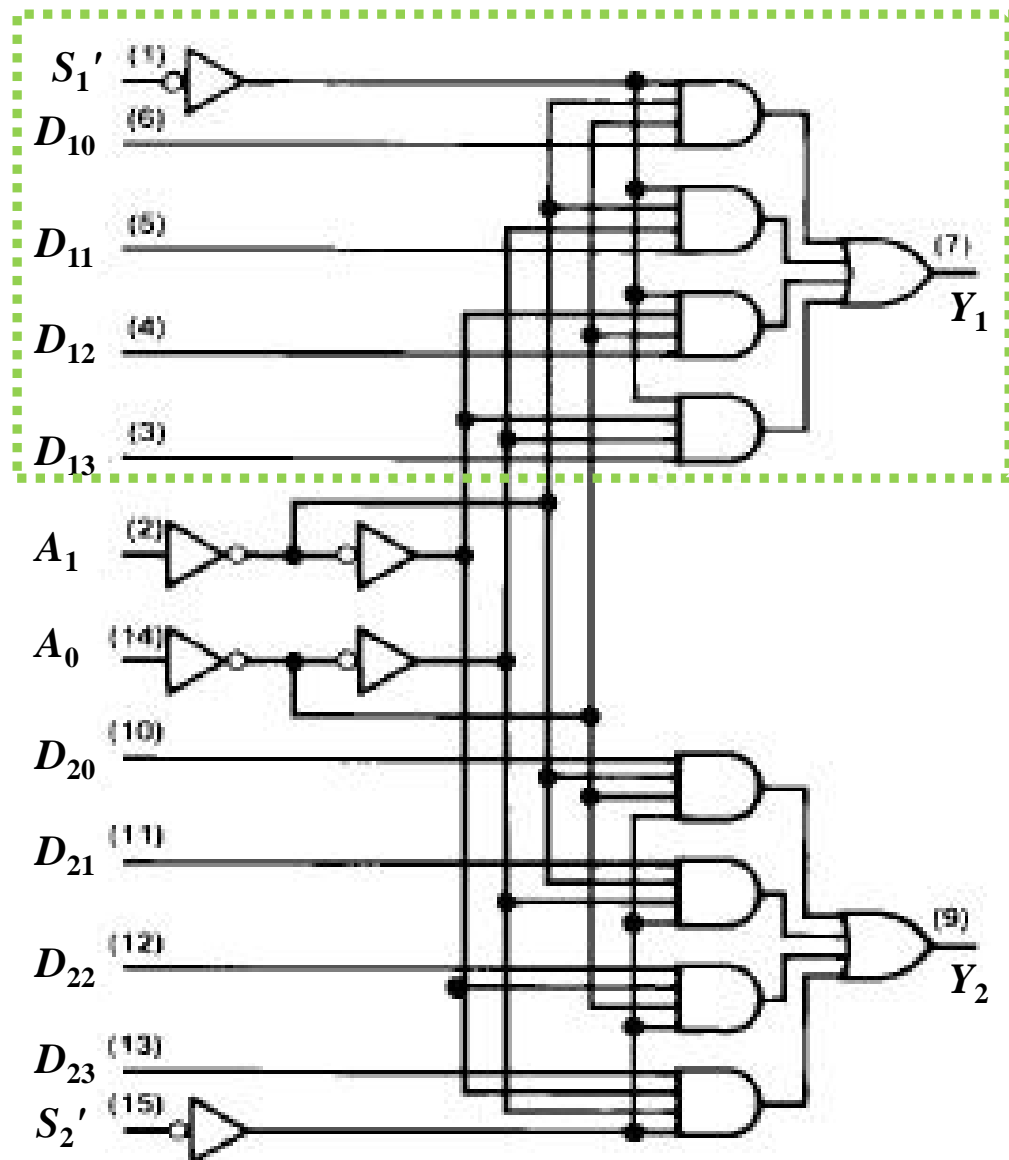 S₁′ (1)
D₁₀ (6)
D₁₁ (5)
D₁₂ (4)
D₁₃ (3)
(7)
Y₁
A₁ (2)
A₀ (14)
D₂₀ (10)
D₂₁ (11)
D₂₂ (12)
D₂₃ (13)
S₂′ (15)
(9)
Y₂